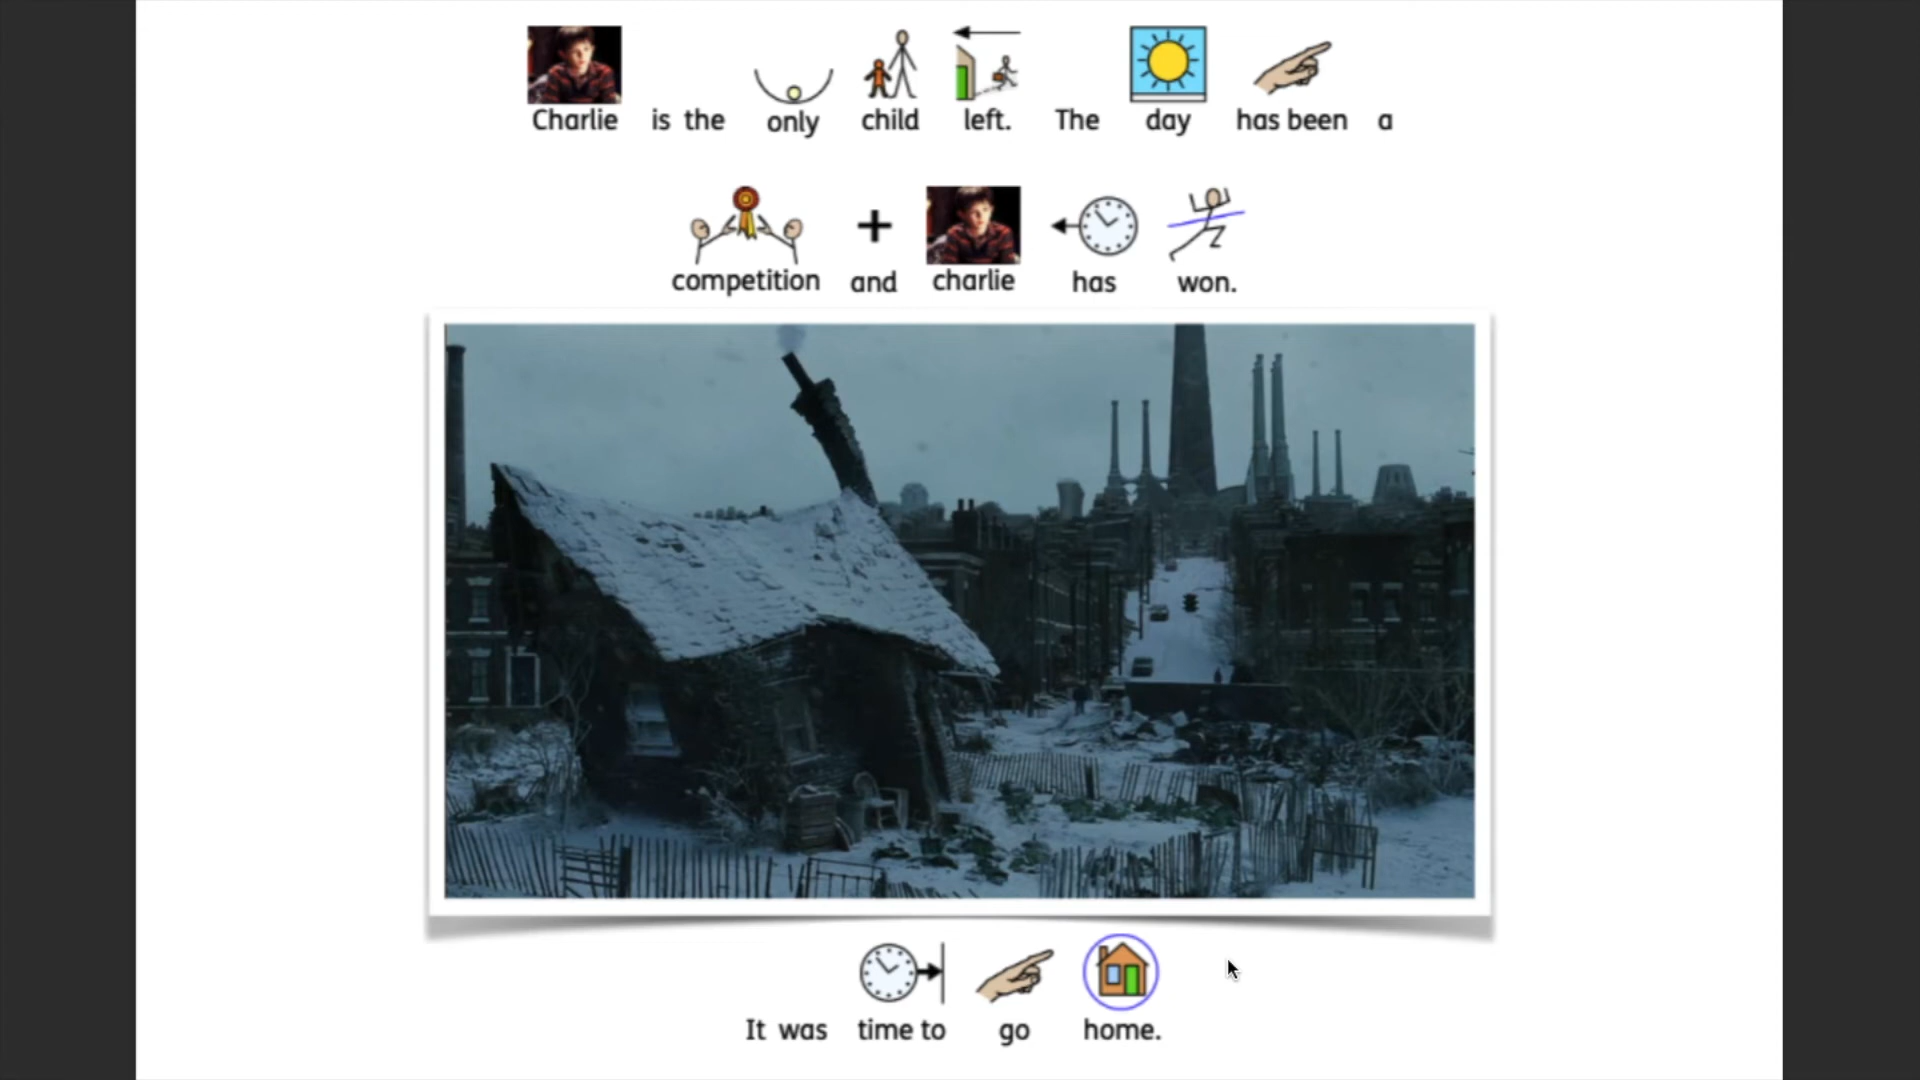 Charlie is the only child left. The day has been a
competition and charlie has won.
It was time to go home.